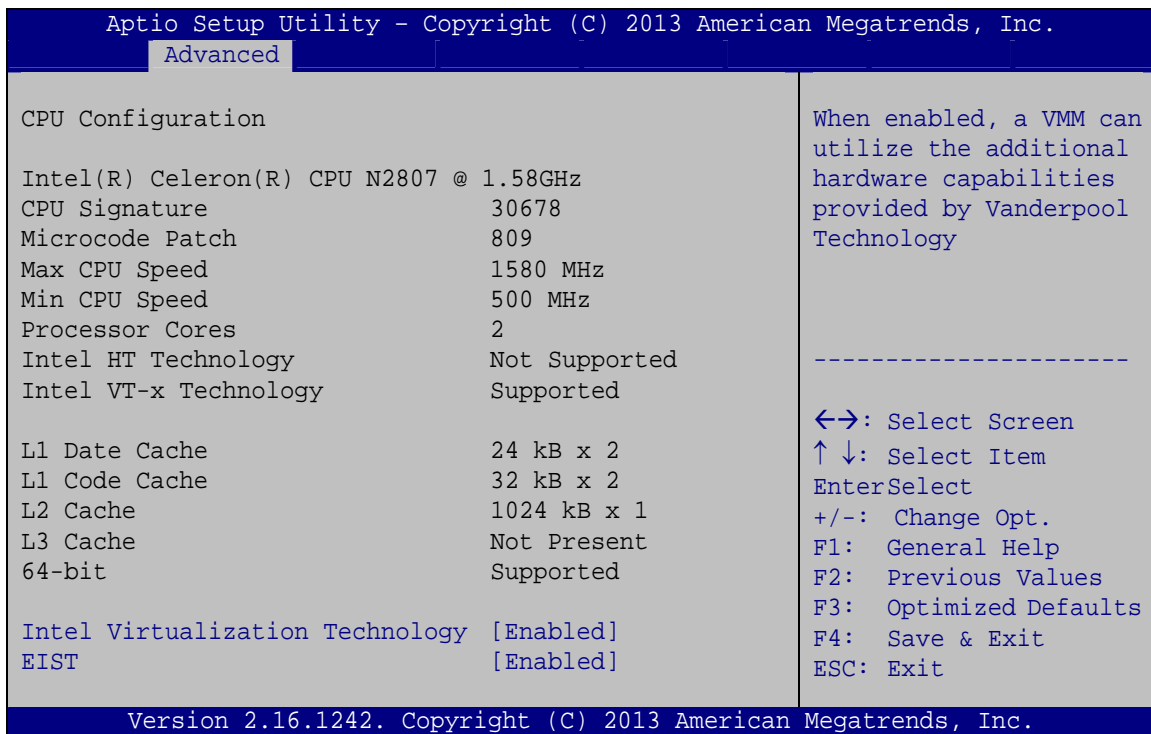 Aptio Setup Utility – Copyright (C) 2013 American Megatrends, Inc.
Advanced
CPU Configuration
Intel(R) Celeron(R) CPU N2807 @ 1.58GHz
CPU Signature 30678
Microcode Patch 809
Max CPU Speed 1580 MHz
Min CPU Speed 500 MHz
Processor Cores 2
Intel HT Technology Not Supported
Intel VT-x Technology Supported
L1 Date Cache 24 kB x 2
L1 Code Cache 32 kB x 2
L2 Cache 1024 kB x 1
L3 Cache Not Present
64-bit Supported
Intel Virtualization Technology [Enabled]
EIST [Enabled]
When enabled, a VMM can
utilize the additional
hardware capabilities
provided by Vanderpool
Technology
----------------------
←→: Select Screen
↑ ↓: Select Item
EnterSelect
+/-: Change Opt.
F1: General Help
F2: Previous Values
F3: Optimized Defaults
F4: Save & Exit
ESC: Exit
Version 2.16.1242. Copyright (C) 2013 American Megatrends, Inc.